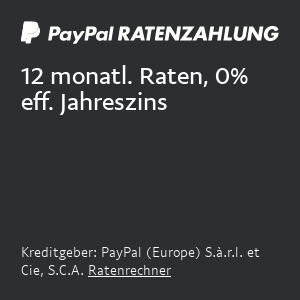 PayPal RATENZAHLUNG
12 monatl. Raten, 0%
eff. Jahreszins
Kreditgeber: PayPal (Europe) S.à.r.l. et
Cie, S.C.A. Ratenrechner